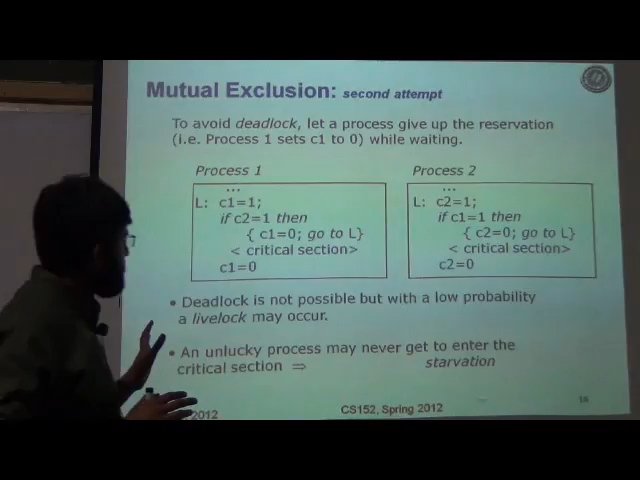 Mutual Exclusion: second attempt
To avoid deadlock, let a process give up the reservation
(i.e. Process 1 sets c1 to 0) while waiting.
Process 1
...
L: c1=1;
if c2=1 then
{ c1=0; go to L}
< critical section>
c1=0
Process 2
...
L: c2=1;
if c1=1 then
{ c2=0; go to L}
< critical section>
c2=0
• Deadlock is not possible but with a low probability
a livelock may occur.
• An unlucky process may never get to enter the
critical section ⇒ starvation
2012
CS152, Spring 2012